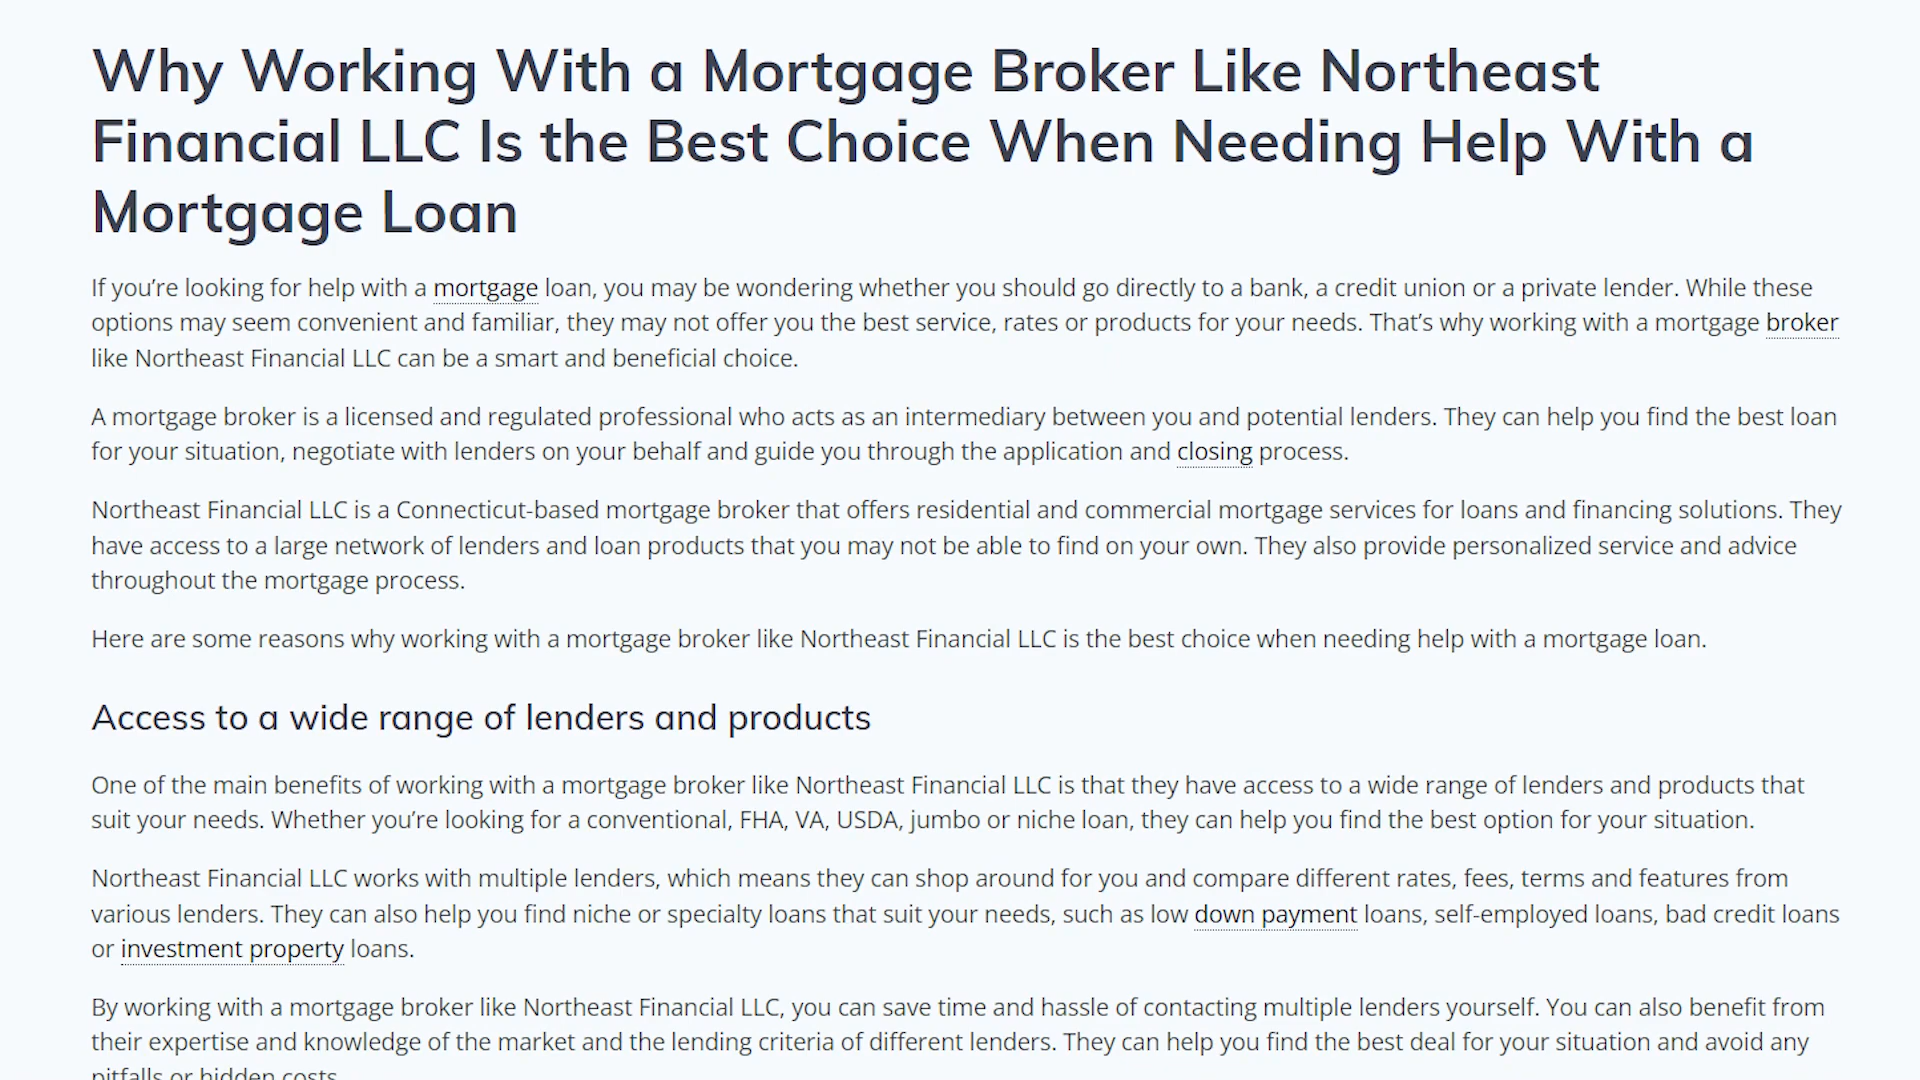 Why Working With a Mortgage Broker Like Northeast
Financial LLC Is the Best Choice When Needing Help With a
Mortgage Loan
If you’re looking for help with a mortgage loan, you may be wondering whether you should go directly to a bank, a credit union or a private lender. While these
options may seem convenient and familiar, they may not offer you the best service, rates or products for your needs. That’s why working with a mortgage broker
like Northeast Financial LLC can be a smart and beneficial choice.
A mortgage broker is a licensed and regulated professional who acts as an intermediary between you and potential lenders. They can help you find the best loan
for your situation, negotiate with lenders on your behalf and guide you through the application and closing process.
Northeast Financial LLC is a Connecticut-based mortgage broker that offers residential and commercial mortgage services for loans and financing solutions. They
have access to a large network of lenders and loan products that you may not be able to find on your own. They also provide personalized service and advice
throughout the mortgage process.
Here are some reasons why working with a mortgage broker like Northeast Financial LLC is the best choice when needing help with a mortgage loan.
Access to a wide range of lenders and products
One of the main benefits of working with a mortgage broker like Northeast Financial LLC is that they have access to a wide range of lenders and products that
suit your needs. Whether you’re looking for a conventional, FHA, VA, USDA, jumbo or niche loan, they can help you find the best option for your situation.
Northeast Financial LLC works with multiple lenders, which means they can shop around for you and compare different rates, fees, terms and features from
various lenders. They can also help you find niche or specialty loans that suit your needs, such as low down payment loans, self-employed loans, bad credit loans
or investment property loans.
By working with a mortgage broker like Northeast Financial LLC, you can save time and hassle of contacting multiple lenders yourself. You can also benefit from
their expertise and knowledge of the market and the lending criteria of different lenders. They can help you find the best deal for your situation and avoid any
pitfalls or hidden costs.